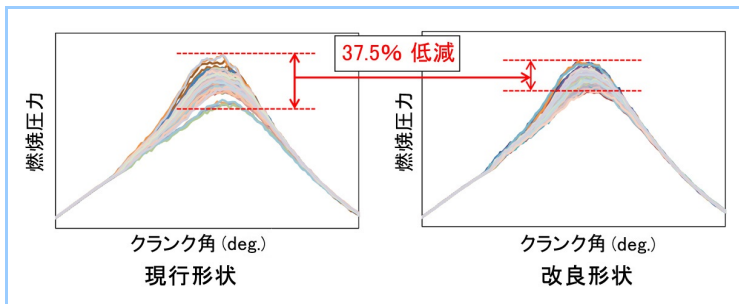 37.5% 低減
燃焼圧力
燃焼圧力
クランク角 (deg.)
クランク角 (deg.)
現行形状
改良形状